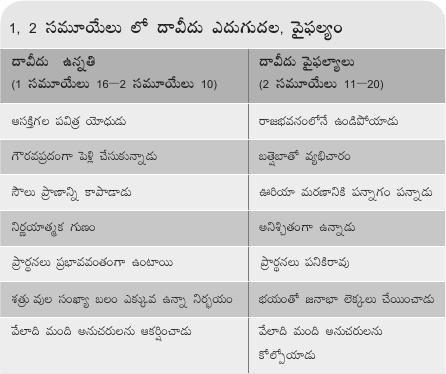 1, 2 సమూయేలు లో దావీదు ఎదుగుదల, వైఫల్యం
దావీదు ఉన్నతి
(1 సమూయేలు 16—2 సమూయేలు 10)
దావీదు వైఫల్యాలు
(2 సమూయేలు 11—20)
ఆసక్తిగల పవిత్ర యోధుడు
రాజభవనంలోనే ఉండిపోయాడు
గౌరవప్రదంగా పెళ్లి చేసుకున్నాడు
బత్షెబాతో వ్యభిచారం
సౌలు ప్రాణాన్ని కాపాడాడు
ఊరియా మరణానికి పన్నాగం పన్నాడు
నిర్ణయాత్మక గుణం
అనిశ్చితంగా ఉన్నాడు
ప్రార్థనలు ప్రభావవంతంగా ఉంటాయి
ప్రార్థనలు పనికిరావు
శత్రువుల సంఖ్యా బలం ఎక్కువ ఉన్నా నిర్భయం
భయంతో జనాభా లెక్కలు చేయించాడు
వేలాది మంది అనుచరులను ఆకర్షించాడు
వేలాది మంది అనుచరులను
కోల్పోయాడు